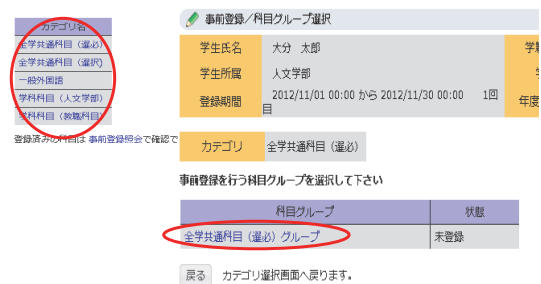 カテゴリ名
全学共通科目（選必）
全学共通科目（選択）
一般外国語
学科科目（人文学部）
学科科目（教職科目）
登録済みの科目は 事前登録照会で確認で
事前登録／科目グループ選択
学生氏名 大分 太郎
学生所属 人文学部
登録期間 2012/11/01 00:00 から 2012/11/30 00:00 1回目
年度
カテゴリ 全学共通科目（選必）
事前登録を行う科目グループを選択して下さい
科目グループ 状態
全学共通科目（選必）グループ 未登録
戻る カテゴリ選択画面へ戻ります。